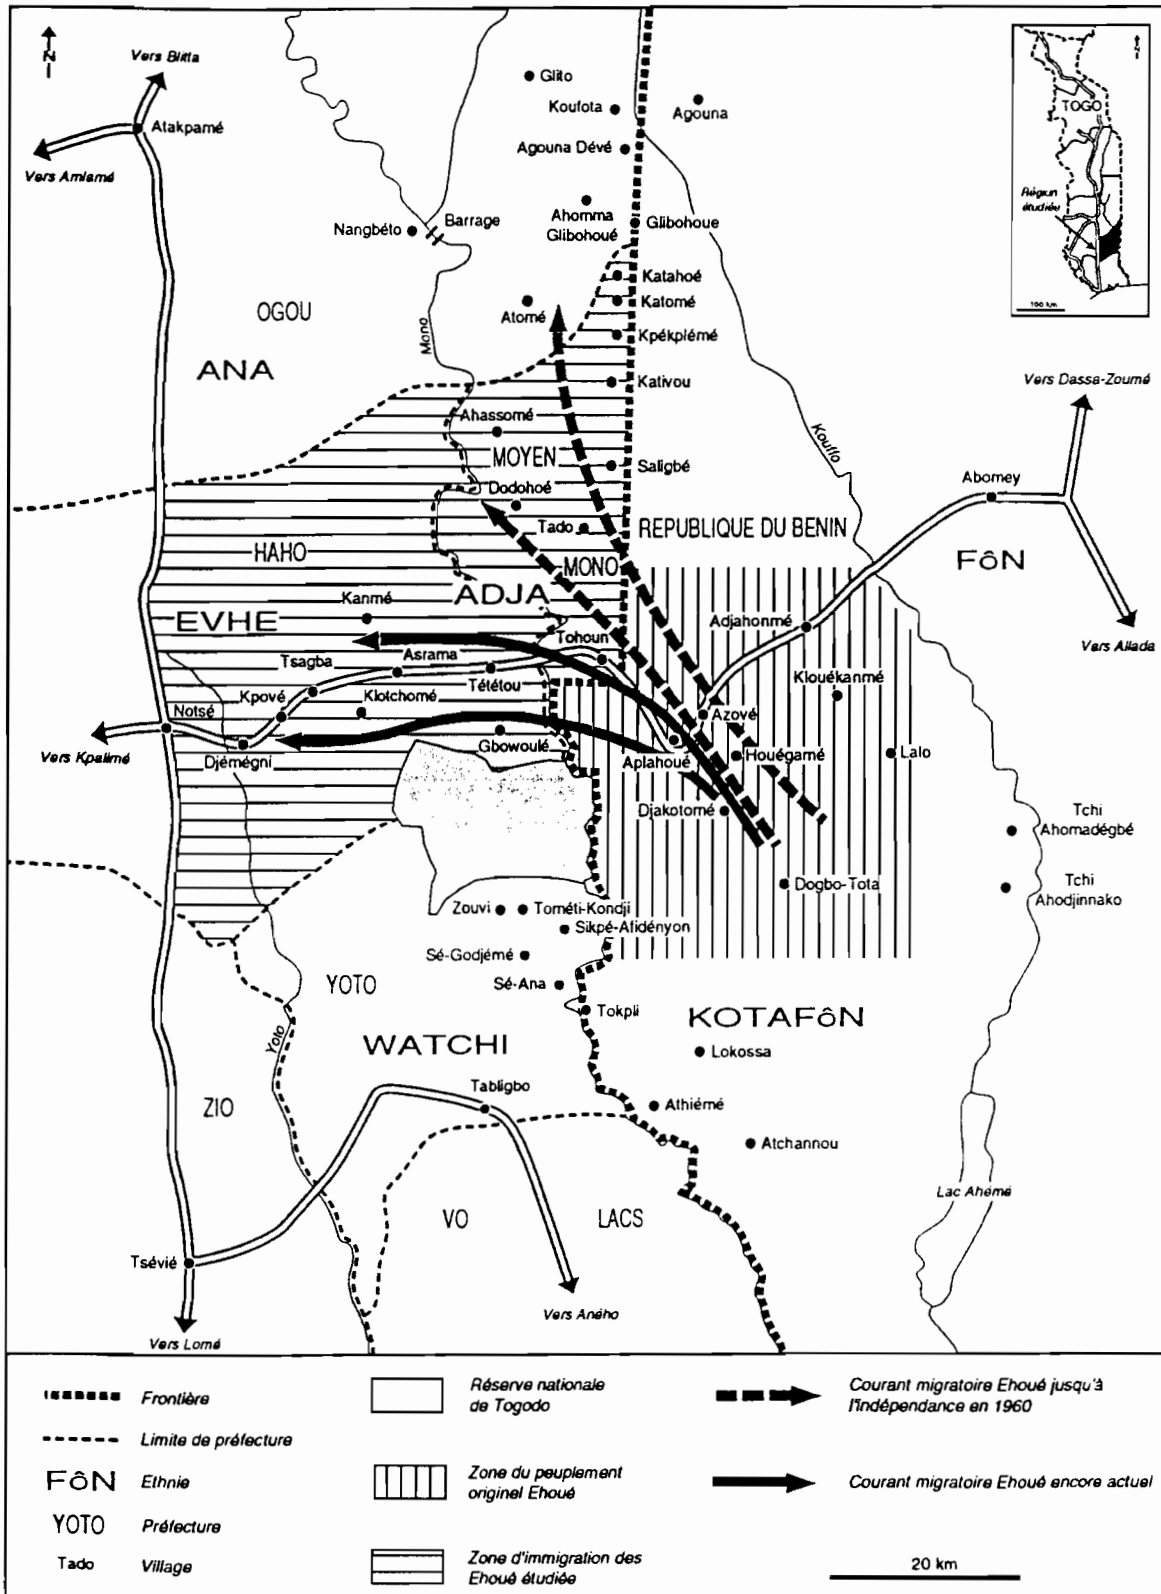 N
Vers Blitta
Atakpamé
Vers Amlamé
Glito
Koufota
Agouna
Agouna Dévé
Ahomma
Glibohoué
Glibohoue
Nangbéto
Barrage
Katahoé
Katomé
Atomé
Kpékplémé
Kativou
OGOU
ANA
Mono
Ahassomé
MOYEN
Saligbé
Dodohoé
Tado
MONO
REPUBLIQUE DU BENIN
Kouffo
N
TOGO
Région
étudiée
100 km
Vers Dassa-Zoumé
Abomey
FôN
Vers Allada
HAHO
ADJA
Kanmé
EVHE
Tohoun
Adjahonmé
Tsagba
Asrama
Klouékanmé
Kpové
Klotchomé
Tététou
Azové
Notsé
Vers Kpalimé
Djémégni
Gbowoulé
Aplahoué
Houégamé
Lalo
Djakotomé
Tchi
Ahomadégbé
Dogbo-Tota
Tchi
Ahodjinnako
Zouvi
Tométi-Kondji
Sikpé-Afidényon
Sé-Godjémé
Sé-Ana
Tokpli
YOTO
Yoto
WATCHI
KOTAFôN
Lokossa
ZIO
Tabligbo
Athiémé
Atchannou
Lac Ahémé
VO
LACS
Tsévié
Vers Lomé
Vers Aného
Frontière
Limite de préfecture
FôN
Ethnie
YOTO
Préfecture
Tado
Village
Réserve nationale
de Togodo
Zone du peuplement
originel Ehoué
Zone d'immigration des
Ehoué étudiée
Courant migratoire Ehoué jusqu'à
l'Indépendance en 1960
Courant migratoire Ehoué encore actuel
20 km